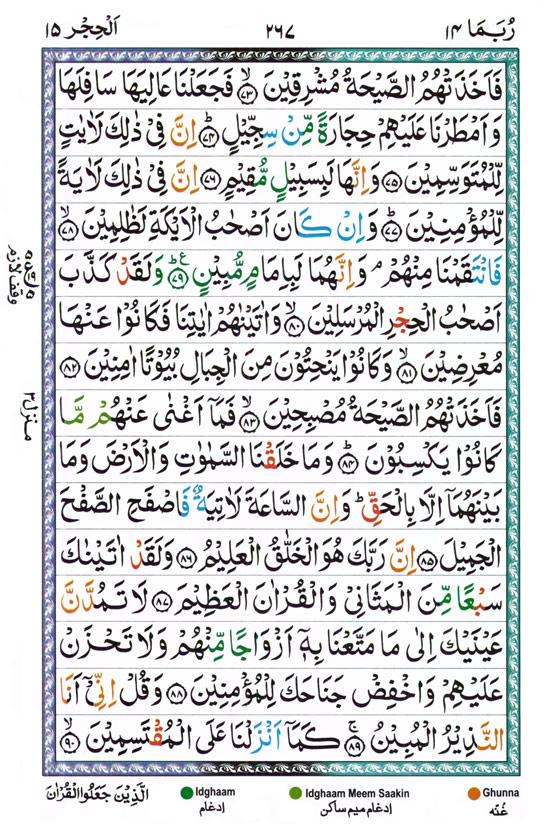 رُبَمَا ١٤
٢٦٧
اَلْحِجْر ١٥
فَاَخَذَتْهُمُ الصَّيْحَةُ مُشْرِقِيْنَ ﴿٧٣﴾ فَجَعَلْنَا عَالِيَهَا سَافِلَهَا
وَاَمْطَرْنَا عَلَيْهِمْ حِجَارَةً مِّنْ سِجِّيْلٍ ﴿٧٤﴾ اِنَّ فِيْ ذٰلِكَ لَاٰيٰتٍ
لِّلْمُتَوَسِّمِيْنَ ﴿٧٥﴾ وَاِنَّهَا لَبِسَبِيْلٍ مُّقِيْمٍ ﴿٧٦﴾ اِنَّ فِيْ ذٰلِكَ لَاٰيَةً
لِّلْمُؤْمِنِيْنَ ﴿٧٧﴾ وَاِنْ كَانَ اَصْحٰبُ الْاَيْكَةِ لَظٰلِمِيْنَ ﴿٧٨﴾
فَانْتَقَمْنَا مِنْهُمْ ۘ وَاِنَّهُمَا لَبِاِمَامٍ مُّبِيْنٍ ﴿٧٩﴾ وَلَقَدْ كَذَّبَ
اَصْحٰبُ الْحِجْرِ الْمُرْسَلِيْنَ ﴿٨٠﴾ وَاٰتَيْنٰهُمْ اٰيٰتِنَا فَكَانُوْا عَنْهَا
مُعْرِضِيْنَ ﴿٨١﴾ وَكَانُوْا يَنْحِتُوْنَ مِنَ الْجِبَالِ بُيُوْتًا اٰمِنِيْنَ ﴿٨٢﴾
فَاَخَذَتْهُمُ الصَّيْحَةُ مُصْبِحِيْنَ ﴿٨٣﴾ فَمَآ اَغْنٰى عَنْهُمْ مَّا
كَانُوْا يَكْسِبُوْنَ ﴿٨٤﴾ وَمَا خَلَقْنَا السَّمٰوٰتِ وَالْاَرْضَ وَمَا
بَيْنَهُمَآ اِلَّا بِالْحَقِّ ؕ وَاِنَّ السَّاعَةَ لَاٰتِيَةٌ فَاصْفَحِ الصَّفْحَ
الْجَمِيْلَ ﴿٨٥﴾ اِنَّ رَبَّكَ هُوَ الْخَلّٰقُ الْعَلِيْمُ ﴿٨٦﴾ وَلَقَدْ اٰتَيْنٰكَ
سَبْعًا مِّنَ الْمَثَانِيْ وَالْقُرْاٰنَ الْعَظِيْمَ ﴿٨٧﴾ لَا تَمُدَّنَّ
عَيْنَيْكَ اِلٰى مَا مَتَّعْنَا بِهٖٓ اَزْوَاجًا مِّنْهُمْ وَلَا تَحْزَنْ
عَلَيْهِمْ وَاخْفِضْ جَنَاحَكَ لِلْمُؤْمِنِيْنَ ﴿٨٨﴾ وَقُلْ اِنِّيْٓ اَنَا
النَّذِيْرُ الْمُبِيْنُ ﴿٨٩﴾ كَمَآ اَنْزَلْنَا عَلَى الْمُقْتَسِمِيْنَ ﴿٩٠﴾
وقف لازم
منزل ٣
الَّذِيْنَ جَعَلُوا الْقُرْاٰنَ
Idghaam
ادغام
Idghaam Meem Saakin
ادغام ميم ساكن
Ghunna
غنّه